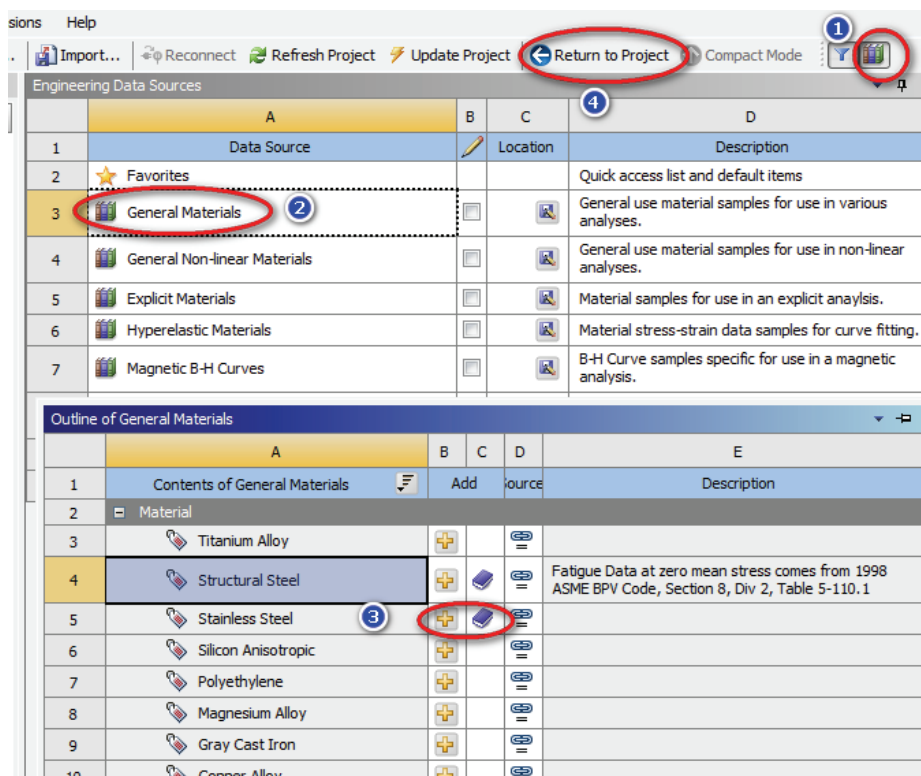 sions Help
1
... Import... Reconnect Refresh Project Update Project Return to Project Compact Mode
Engineering Data Sources
4
A B C D
1 Data Source Location Description
2 Favorites Quick access list and default items
3 General Materials 2 General use material samples for use in various
analyses.
4 General Non-linear Materials General use material samples for use in non-linear
analyses.
5 Explicit Materials Material samples for use in an explicit anaylsis.
6 Hyperelastic Materials Material stress-strain data samples for curve fitting.
7 Magnetic B-H Curves B-H Curve samples specific for use in a magnetic
analysis.
Outline of General Materials
A B C D E
1 Contents of General Materials Add ource Description
2 Material
3 Titanium Alloy
4 Structural Steel Fatigue Data at zero mean stress comes from 1998
ASME BPV Code, Section 8, Div 2, Table 5-110.1
5 Stainless Steel 3
6 Silicon Anisotropic
7 Polyethylene
8 Magnesium Alloy
9 Gray Cast Iron
10 Copper Alloy